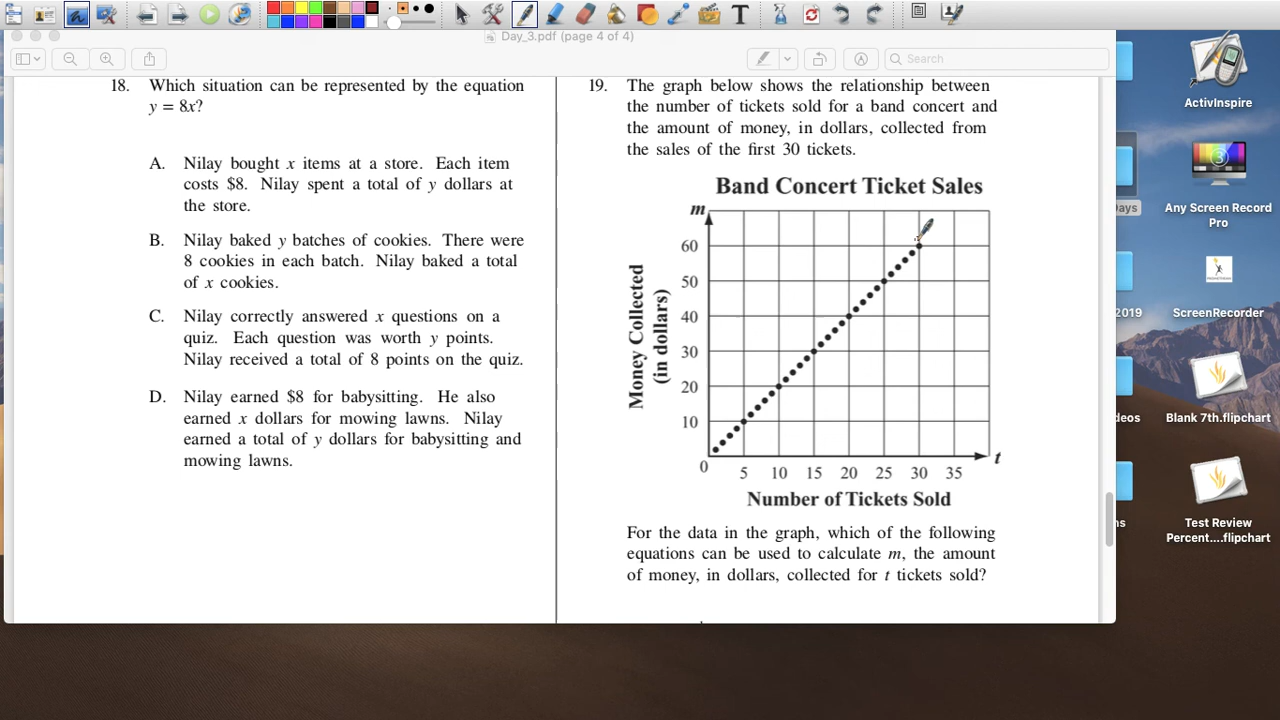 Day_3.pdf (page 4 of 4)
Search
18. Which situation can be represented by the equation
y = 8x?
A. Nilay bought x items at a store. Each item
costs $8. Nilay spent a total of y dollars at
the store.
B. Nilay baked y batches of cookies. There were
8 cookies in each batch. Nilay baked a total
of x cookies.
C. Nilay correctly answered x questions on a
quiz. Each question was worth y points.
Nilay received a total of 8 points on the quiz.
D. Nilay earned $8 for babysitting. He also
earned x dollars for mowing lawns. Nilay
earned a total of y dollars for babysitting and
mowing lawns.
19. The graph below shows the relationship between
the number of tickets sold for a band concert and
the amount of money, in dollars, collected from
the sales of the first 30 tickets.
Band Concert Ticket Sales
m
60
50
40
30
20
10
0
5 10 15 20 25 30 35
t
Money Collected
(in dollars)
Number of Tickets Sold
For the data in the graph, which of the following
equations can be used to calculate m, the amount
of money, in dollars, collected for t tickets sold?
ActivInspire
Any Screen Record
Pro
ScreenRecorder
Blank 7th.flipchart
Test Review
Percent....flipchart
2019